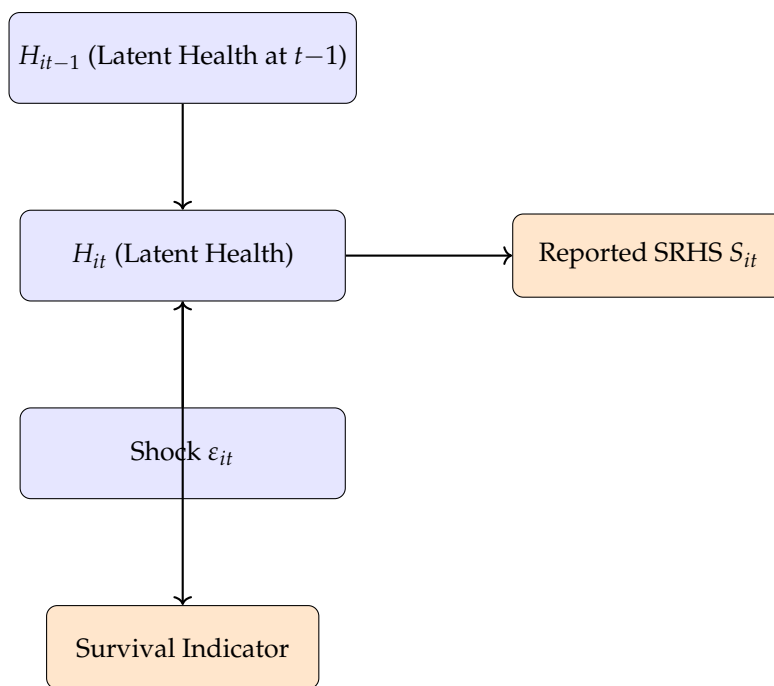 H_{it−1} (Latent Health at t−1)
H_{it} (Latent Health)
Reported SRHS S_{it}
Shock ε_{it}
Survival Indicator